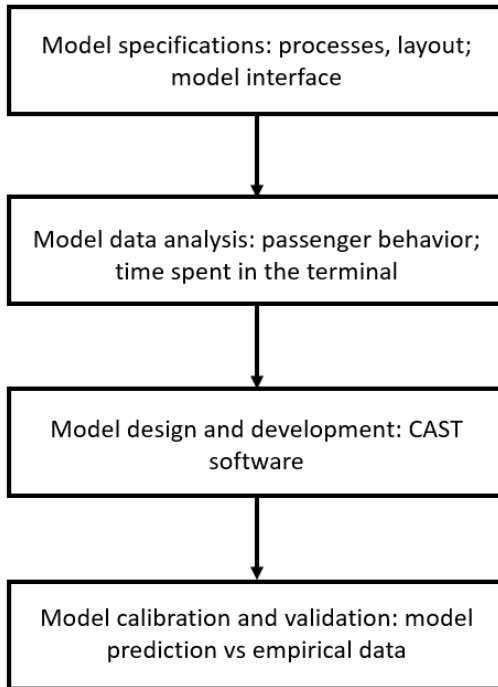 Model specifications: processes, layout;
model interface
Model data analysis: passenger behavior;
time spent in the terminal
Model design and development: CAST
software
Model calibration and validation: model
prediction vs empirical data